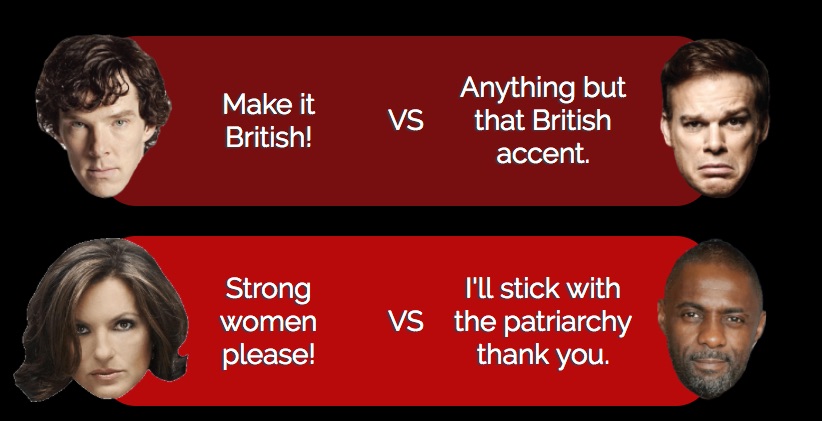 Make it
British!
VS
Anything but
that British
accent.
Strong
women
please!
VS
I'll stick with
the patriarchy
thank you.